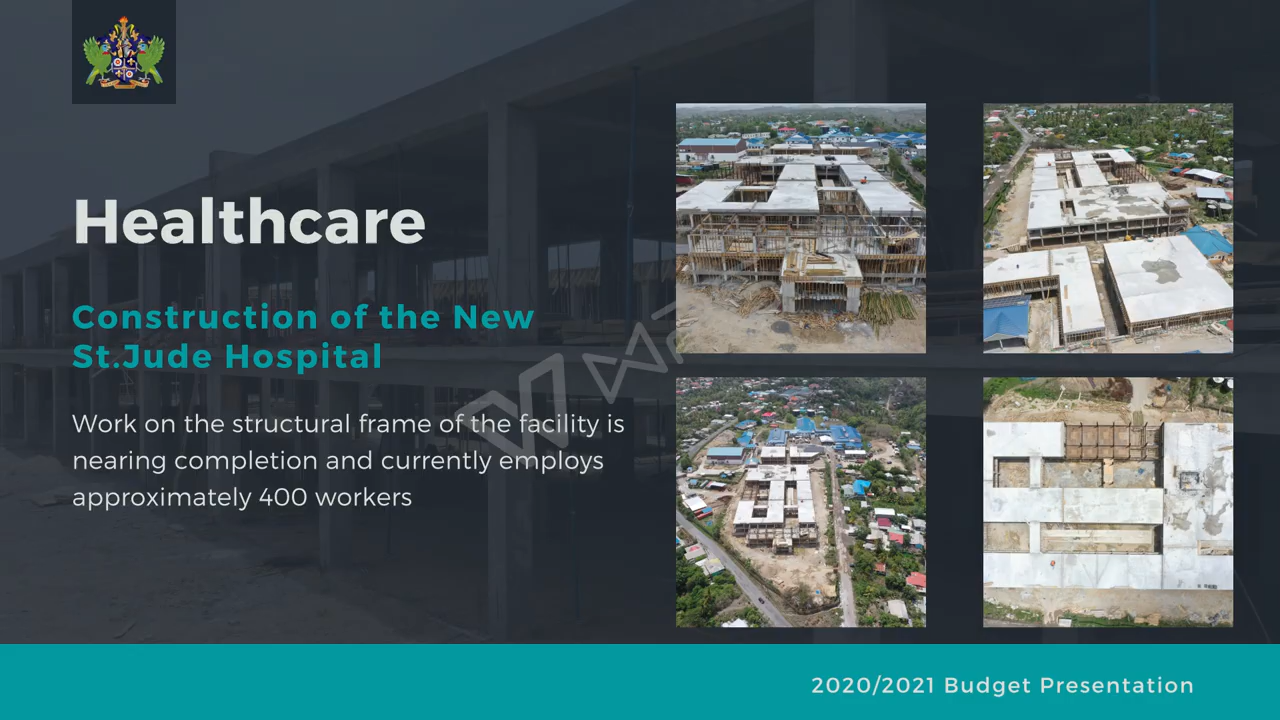 Healthcare
Construction of the New
St.Jude Hospital
Work on the structural frame of the facility is
nearing completion and currently employs
approximately 400 workers
2020/2021 Budget Presentation